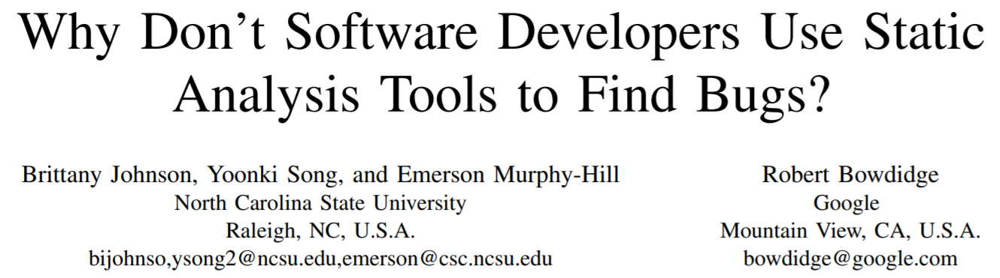 Why Don't Software Developers Use Static
Analysis Tools to Find Bugs?
Brittany Johnson, Yoonki Song, and Emerson Murphy-Hill
North Carolina State University
Raleigh, NC, U.S.A.
bijohnso,ysong2@ncsu.edu,emerson@csc.ncsu.edu
Robert Bowdidge
Google
Mountain View, CA, U.S.A.
bowdidge@google.com